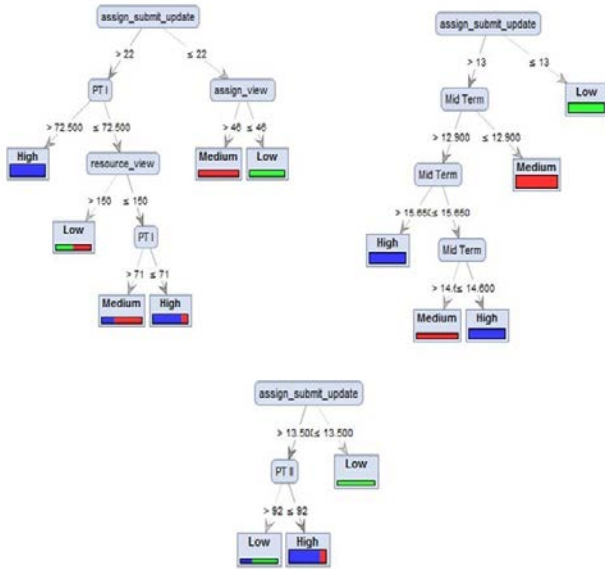 assign_submit_update
> 22
≤ 22
PT I
assign_view
> 72.500
≤ 72.500
> 46
≤ 46
High
resource_view
Medium
Low
> 150
≤ 150
Low
PT I
> 71
≤ 71
Medium
High
assign_submit_update
> 13
≤ 13
Mid Term
Low
> 12.900
≤ 12.900
Mid Term
Medium
> 15.650
≤ 15.650
High
Mid Term
> 14.6
≤ 14.600
Medium
High
assign_submit_update
> 13.500
≤ 13.500
PT II
Low
> 92
≤ 92
Low
High